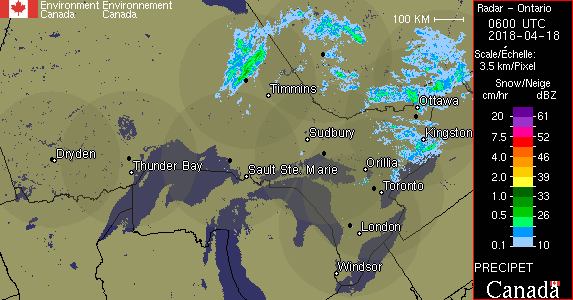 Environment Environnement
Canada Canada
100 KM
Timmins
Ottawa
Sudbury
Kingston
Dryden
Thunder Bay
Sault Ste. Marie
Orillia
Toronto
London
Windsor
Radar - Ontario
0600 UTC
2018-04-18
Scale/Échelle:
3.5 km/Pixel
Snow/Neige
cm/hr dBZ
20 61
7.5 52
4.0 46
2.0 39
1.0 33
0.5 26
0.1 10
PRECIPET
Canada